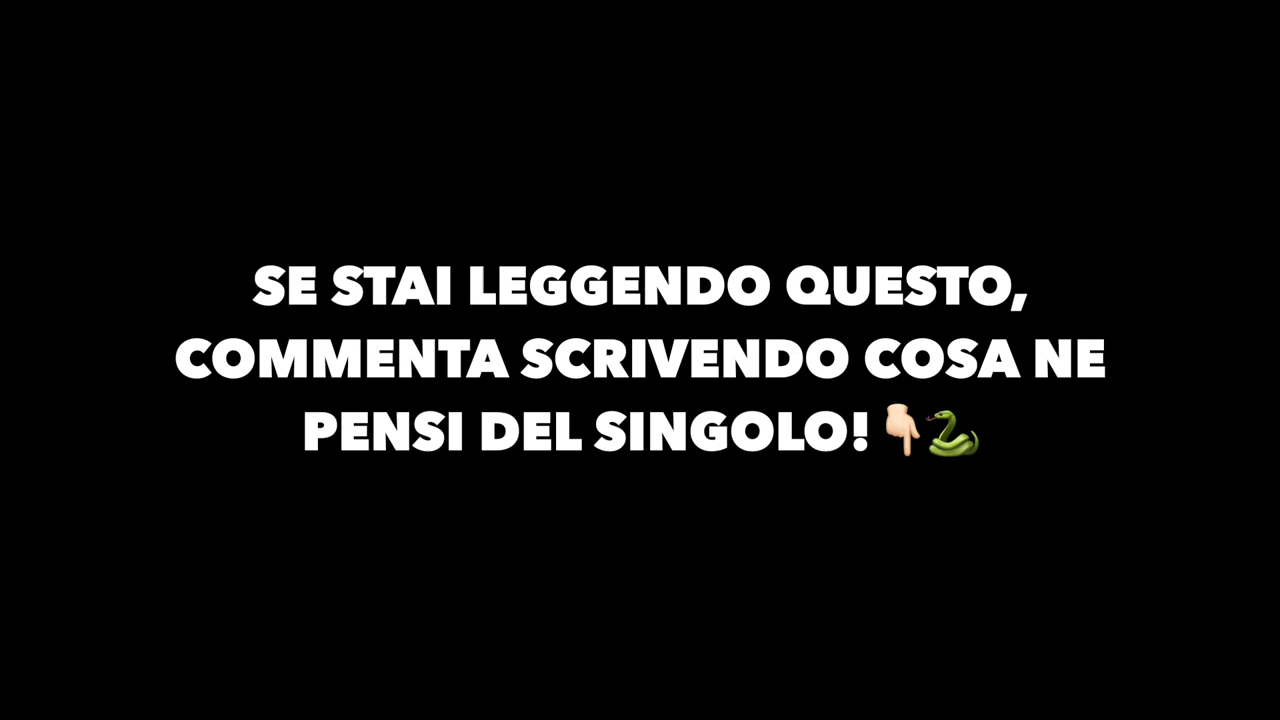 SE STAI LEGGENDO QUESTO,
COMMENTA SCRIVENDO COSA NE
PENSI DEL SINGOLO! 👇🏻🐍